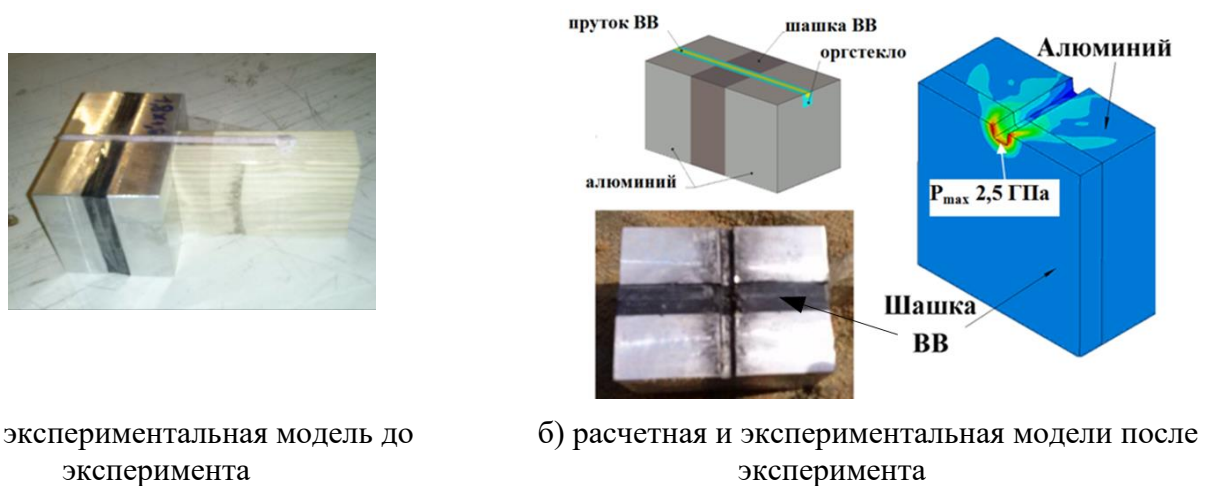 пруток ВВ
шашка ВВ
оргстекло
алюминий
Алюминий
Pmax 2,5 ГПа
Шашка
ВВ
экспериментальная модель до
эксперимента
б) расчетная и экспериментальная модели после
эксперимента